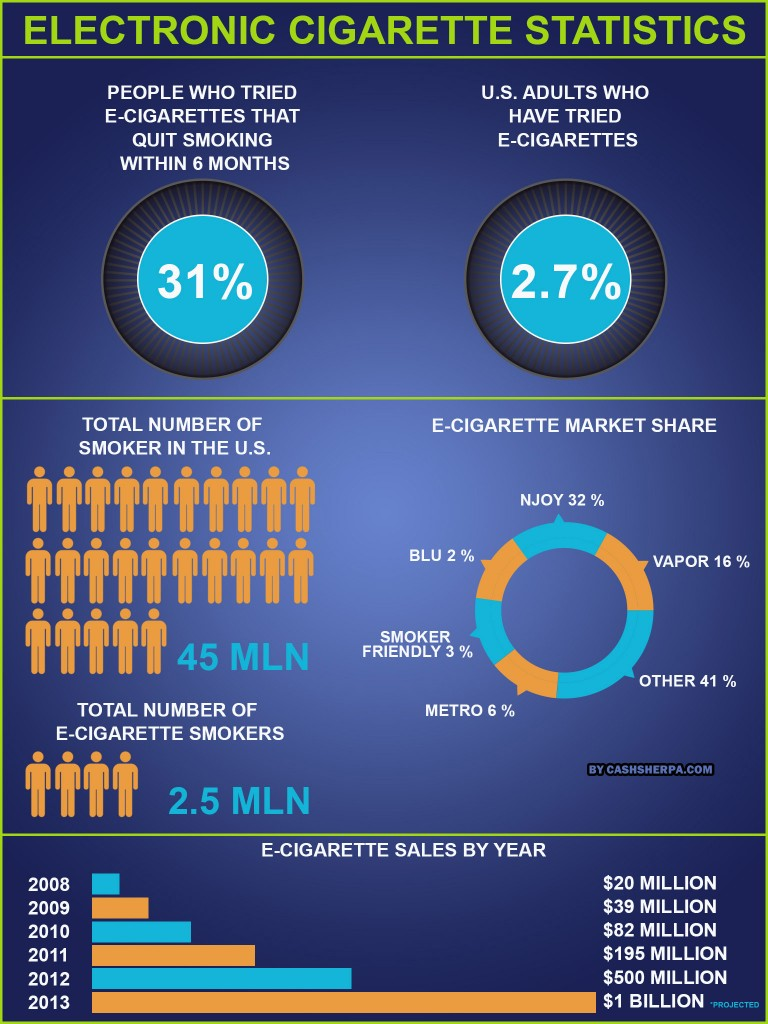 ELECTRONIC CIGARETTE STATISTICS
PEOPLE WHO TRIED
E-CIGARETTES THAT
QUIT SMOKING
WITHIN 6 MONTHS
31%
U.S. ADULTS WHO
HAVE TRIED
E-CIGARETTES
2.7%
TOTAL NUMBER OF
SMOKER IN THE U.S.
45 MLN
TOTAL NUMBER OF
E-CIGARETTE SMOKERS
2.5 MLN
E-CIGARETTE MARKET SHARE
NJOY 32 %
VAPOR 16 %
OTHER 41 %
METRO 6 %
SMOKER
FRIENDLY 3 %
BLU 2 %
BY CASHSHERPA.COM
E-CIGARETTE SALES BY YEAR
2008 $20 MILLION
2009 $39 MILLION
2010 $82 MILLION
2011 $195 MILLION
2012 $500 MILLION
2013 $1 BILLION *PROJECTED